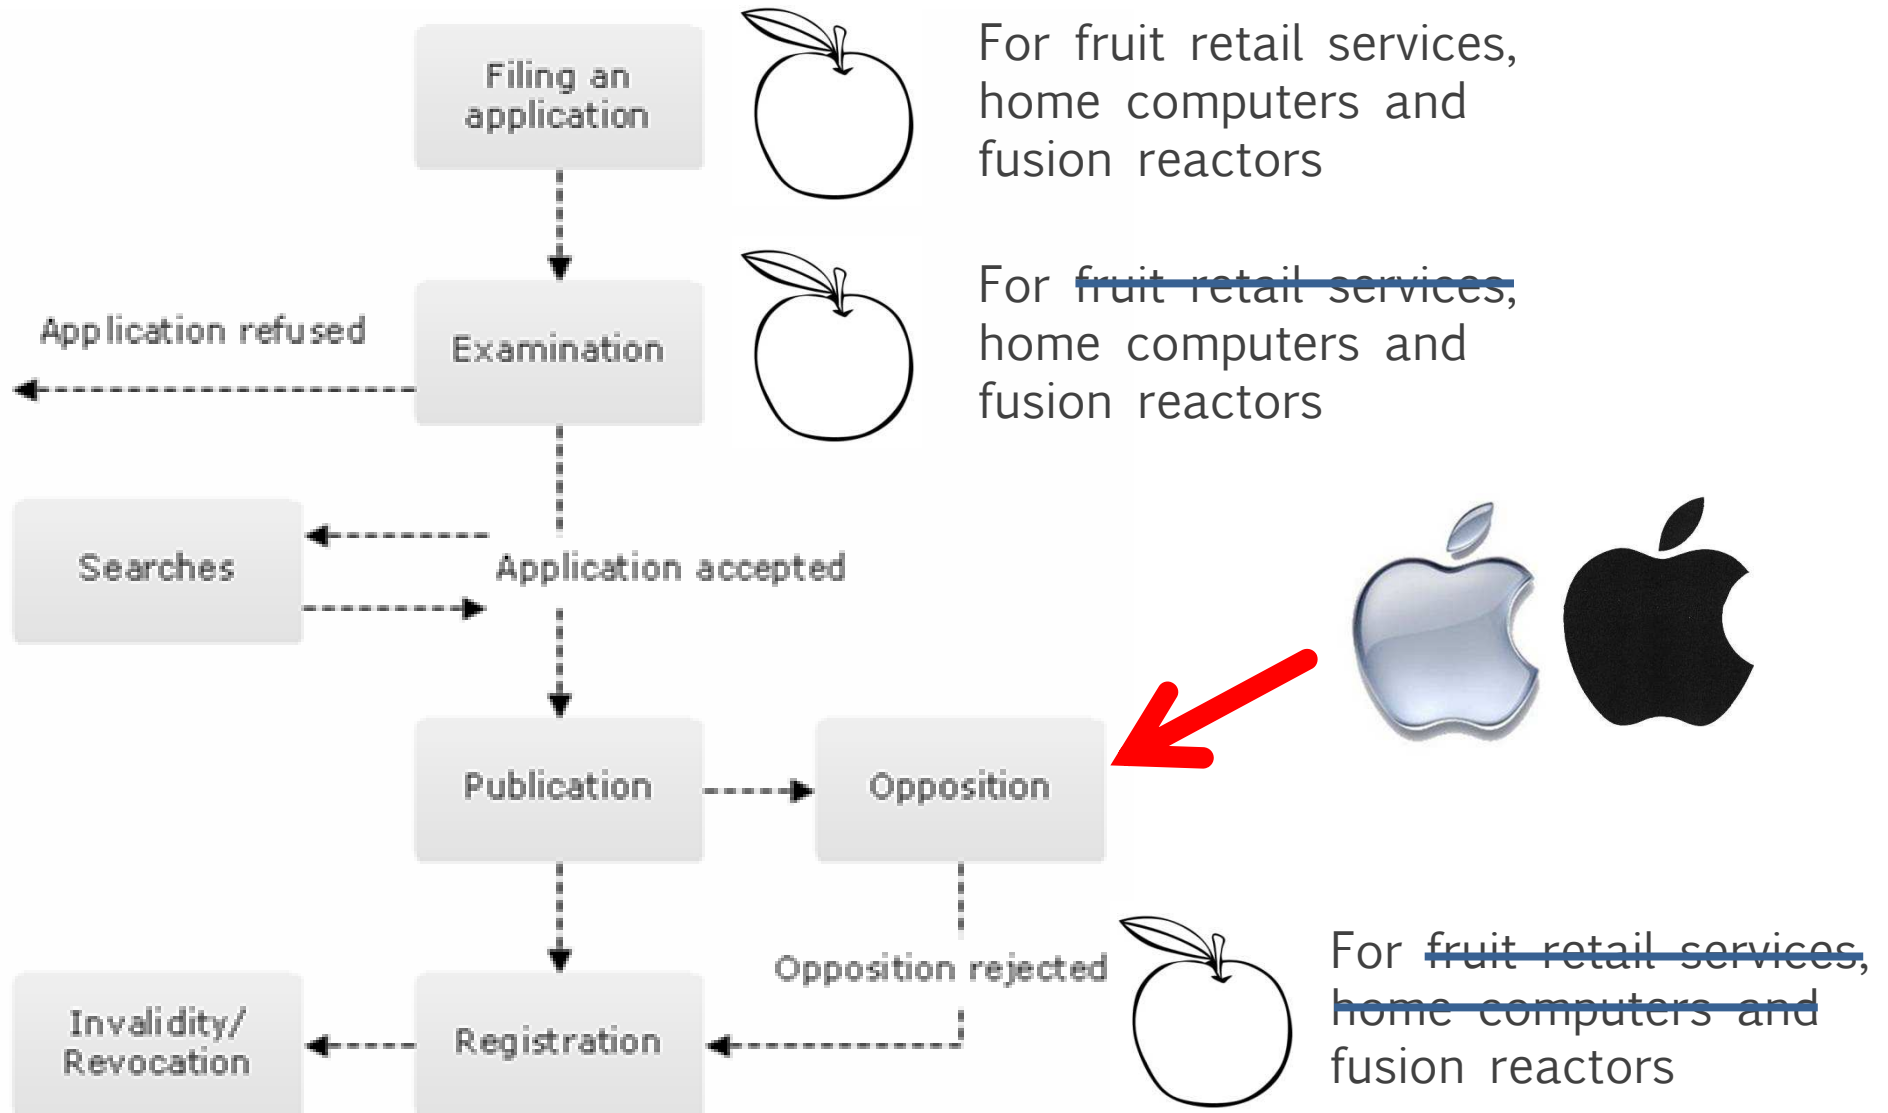 Filing an
application
For fruit retail services,
home computers and
fusion reactors
Application refused
Examination
For fruit retail services,
home computers and
fusion reactors
Searches
Application accepted
Publication
Opposition
Opposition rejected
For fruit retail services,
home computers and
fusion reactors
Invalidity/
Revocation
Registration